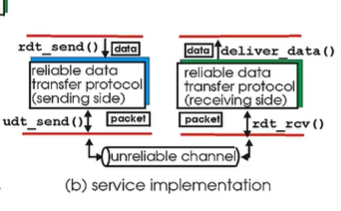 rdt_send() data
data deliver_data()
reliable data
transfer protocol
(sending side)
reliable data
transfer protocol
(receiving side)
udt_send() packet
packet rdt_rcv()
unreliable channel
(b) service implementation